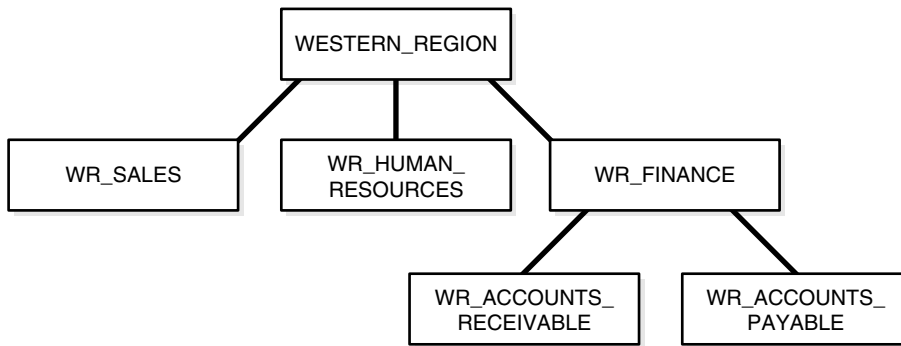 WESTERN_REGION
WR_SALES
WR_HUMAN_
RESOURCES
WR_FINANCE
WR_ACCOUNTS_
RECEIVABLE
WR_ACCOUNTS_
PAYABLE